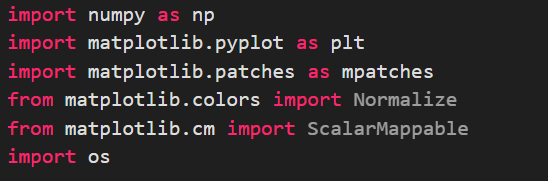 import numpy as np
import matplotlib.pyplot as plt
import matplotlib.patches as mpatches
from matplotlib.colors import Normalize
from matplotlib.cm import ScalarMappable
import os